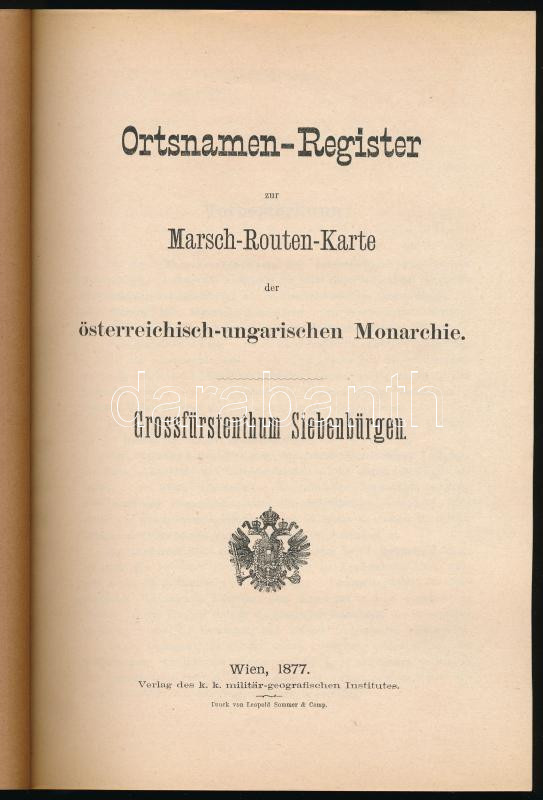 Ortsnamen-Register
zur
Marsch-Routen-Karte
der
österreichisch-ungarischen Monarchie.
darabanth
Grossfürstenthum Siebenbürgen.
Wien, 1877.
Verlag des k. k. militär-geografischen Institutes.
Druck von Leopold Sommer & Comp.